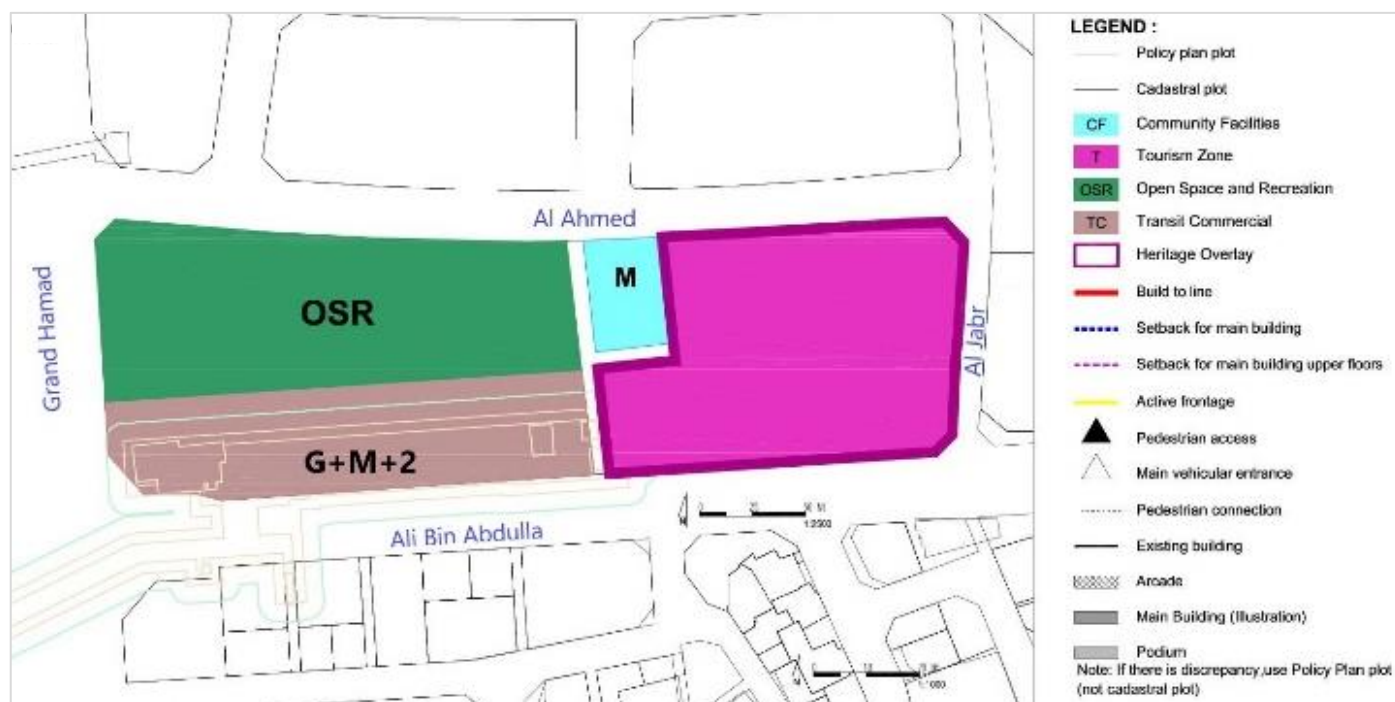 Al Ahmed
M
OSR
Grand Hamad
Al Jabr
G+M+2
Ali Bin Abdulla
1:2500
LEGEND :
Policy plan plot
Cadastral plot
CF Community Facilities
T Tourism Zone
OSR Open Space and Recreation
TC Transit Commercial
Heritage Overlay
Build to line
Setback for main building
Setback for main building upper floors
Active frontage
Pedestrian access
Main vehicular entrance
Pedestrian connection
Existing building
Arcade
Main Building (Illustration)
Podium
Note: If there is discrepancy,use Policy Plan plot
(not cadastral plot)